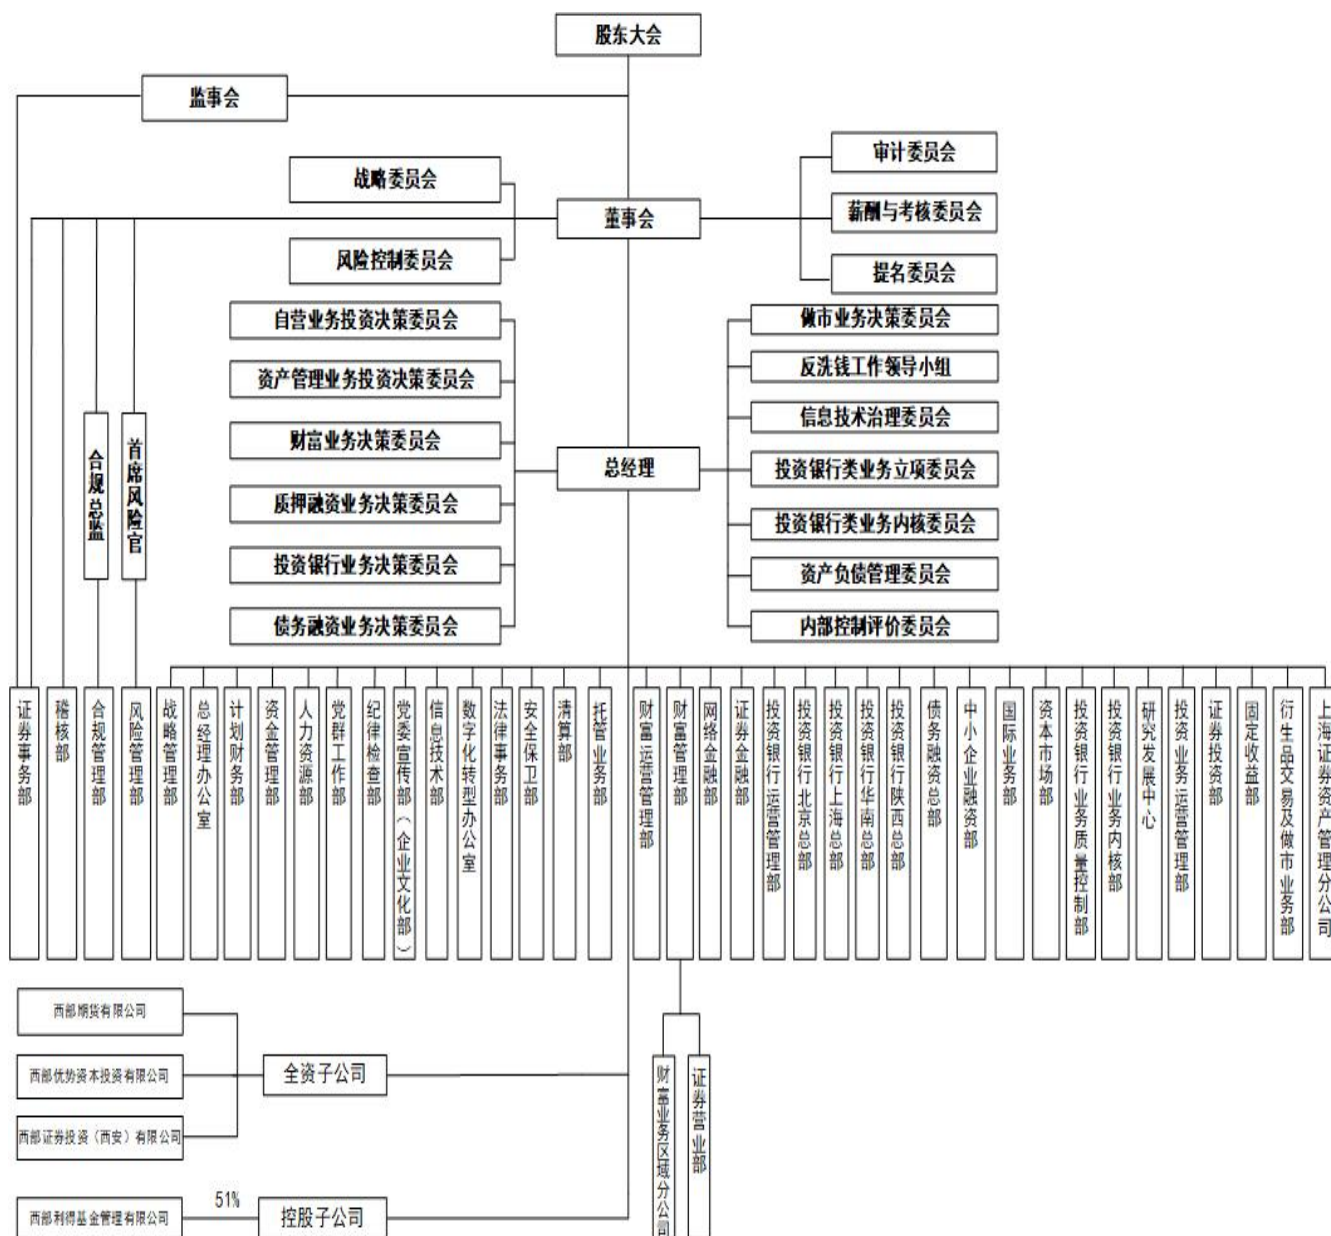 股东大会
监事会
审计委员会
战略委员会
薪酬与考核委员会
董事会
风险控制委员会
提名委员会
自营业务投资决策委员会
做市业务决策委员会
资产管理业务投资决策委员会
反洗钱工作领导小组
财富业务决策委员会
信息技术治理委员会
合规总监
首席风险官
总经理
投资银行类业务立项委员会
质押融资业务决策委员会
投资银行类业务内核委员会
投资银行业务决策委员会
资产负债管理委员会
债务融资业务决策委员会
内部控制评价委员会
证券事务部
稽核部
合规管理部
风险管理部
战略管理部
总经理办公室
计划财务部
资金管理部
人力资源部
党群工作部
纪律检查部
党委宣传部（企业文化部）
信息技术部
数字化转型办公室
法律事务部
安全保卫部
清算部
托管业务部
财富运营管理部
财富管理部
网络金融部
证券金融部
投资银行运营管理部
投资银行北京总部
投资银行上海总部
投资银行华南总部
投资银行陕西总部
债务融资总部
中小企业融资部
国际业务部
资本市场部
投资银行业务质量控制部
投资银行业务内核部
研究发展中心
投资业务运营管理部
证券投资部
固定收益部
衍生品交易及做市业务部
上海证券资产管理分公司
西部期货有限公司
西部优势资本投资有限公司
全资子公司
西部证券投资（西安）有限公司
财富业务区域分公司
证券营业部
西部利得基金管理有限公司
51%
控股子公司